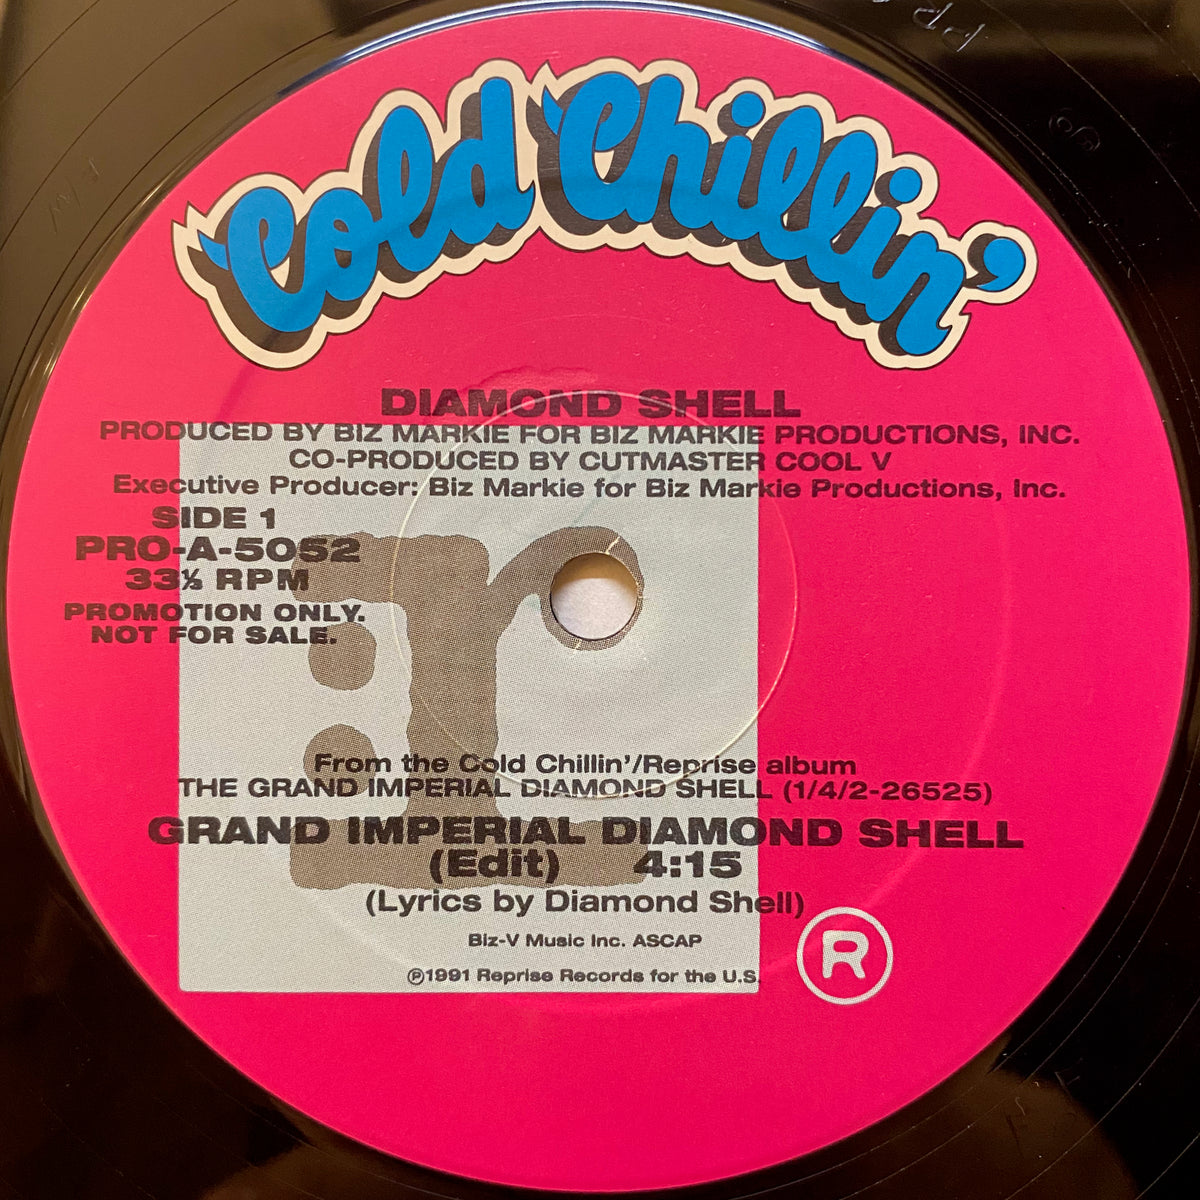 Cold Chillin'
DIAMOND SHELL
PRODUCED BY BIZ MARKIE FOR BIZ MARKIE PRODUCTIONS, INC.
CO-PRODUCED BY CUTMASTER COOL V
Executive Producer: Biz Markie for Biz Markie Productions, Inc.
SIDE 1
PRO-A-5052
33⅓ RPM
PROMOTION ONLY.
NOT FOR SALE.
r:
From the Cold Chillin'/Reprise album
THE GRAND IMPERIAL DIAMOND SHELL (1/4/2-26525)
GRAND IMPERIAL DIAMOND SHELL
(Edit) 4:15
(Lyrics by Diamond Shell)
Biz-V Music Inc. ASCAP
℗1991 Reprise Records for the U.S.
R